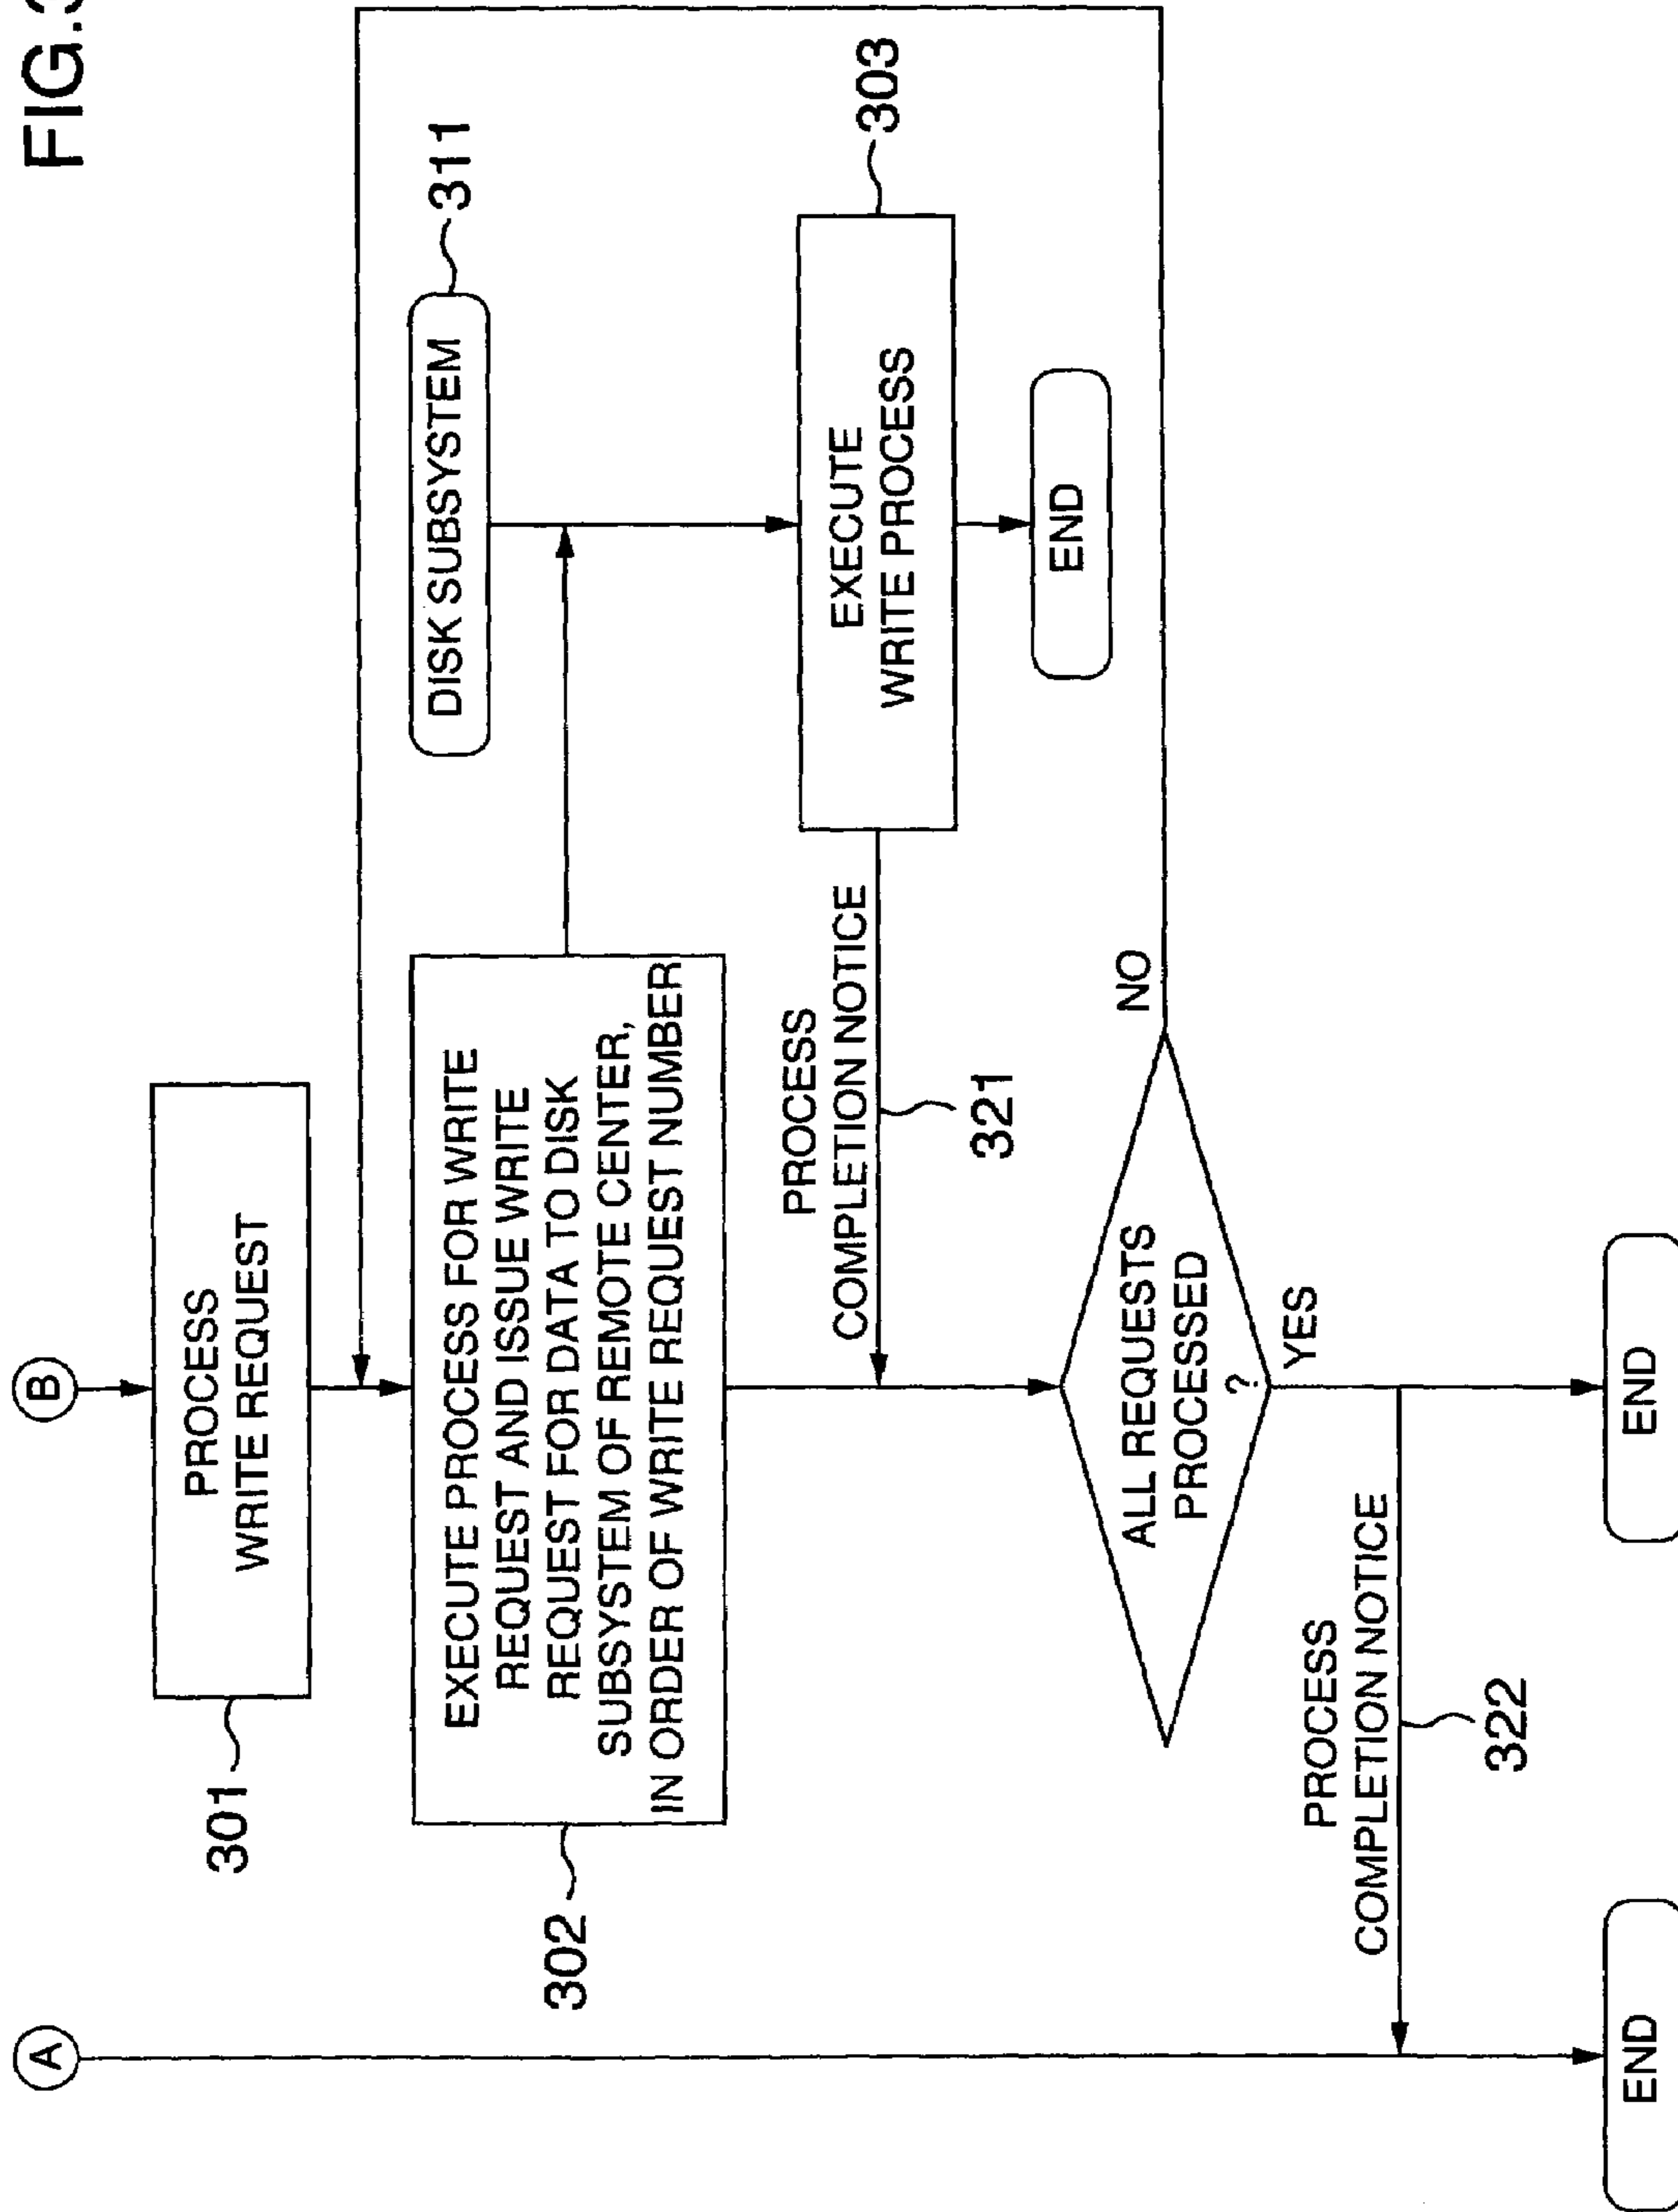 FIG.3
A
B
301
PROCESS
WRITE REQUEST
302
EXECUTE PROCESS FOR WRITE
REQUEST AND ISSUE WRITE
REQUEST FOR DATA TO DISK
SUBSYSTEM OF REMOTE CENTER,
IN ORDER OF WRITE REQUEST NUMBER
DISK SUBSYSTEM
311
EXECUTE
WRITE PROCESS
303
PROCESS
COMPLETION NOTICE
321
END
ALL REQUESTS
PROCESSED
?
NO
YES
PROCESS
COMPLETION NOTICE
322
END
END